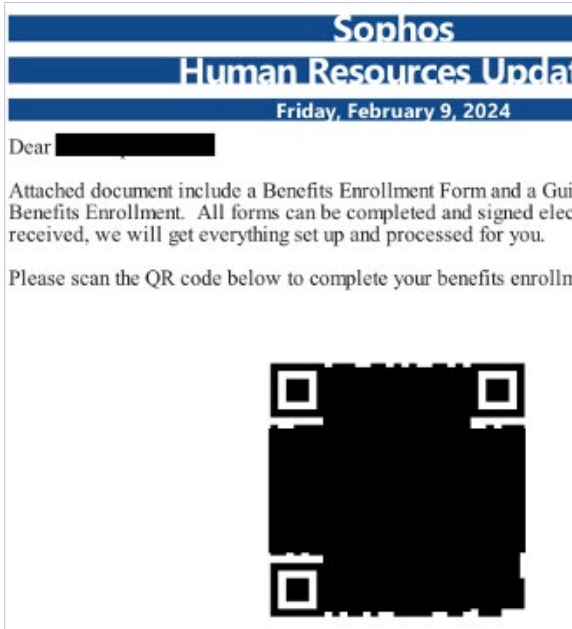 Sophos
Human Resources Updat
Friday, February 9, 2024
Dear
Attached document include a Benefits Enrollment Form and a Gui
Benefits Enrollment.  All forms can be completed and signed elec
received, we will get everything set up and processed for you.
Please scan the QR code below to complete your benefits enrollm